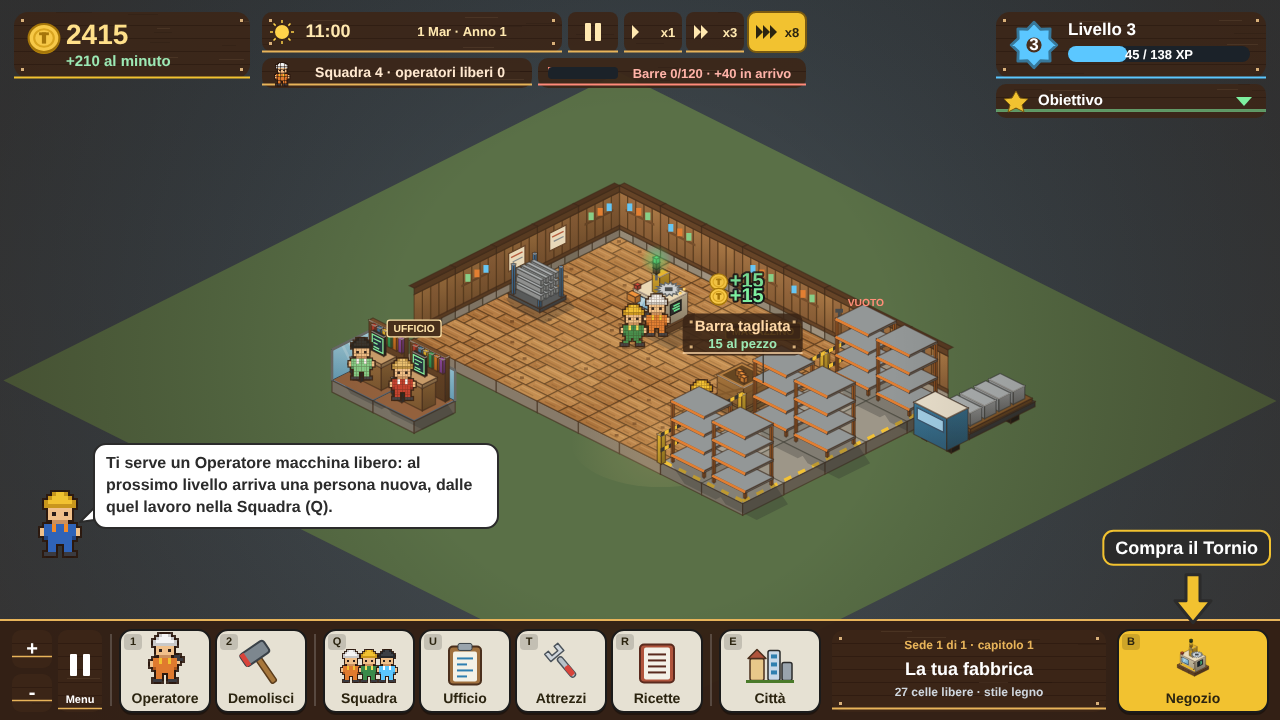 2415
+210 al minuto
11:00
1 Mar · Anno 1
x1
x3
x8
Squadra 4 · operatori liberi 0
Barre 0/120 · +40 in arrivo
3
Livello 3
45 / 138 XP
Obiettivo
+15
+15
VUOTO
Barra tagliata
15 al pezzo
UFFICIO
Ti serve un Operatore macchina libero: al
prossimo livello arriva una persona nuova, dalle
quel lavoro nella Squadra (Q).
Compra il Tornio
+
-
Menu
1
Operatore
2
Demolisci
Q
Squadra
U
Ufficio
T
Attrezzi
R
Ricette
E
Città
Sede 1 di 1 · capitolo 1
La tua fabbrica
27 celle libere · stile legno
B
Negozio